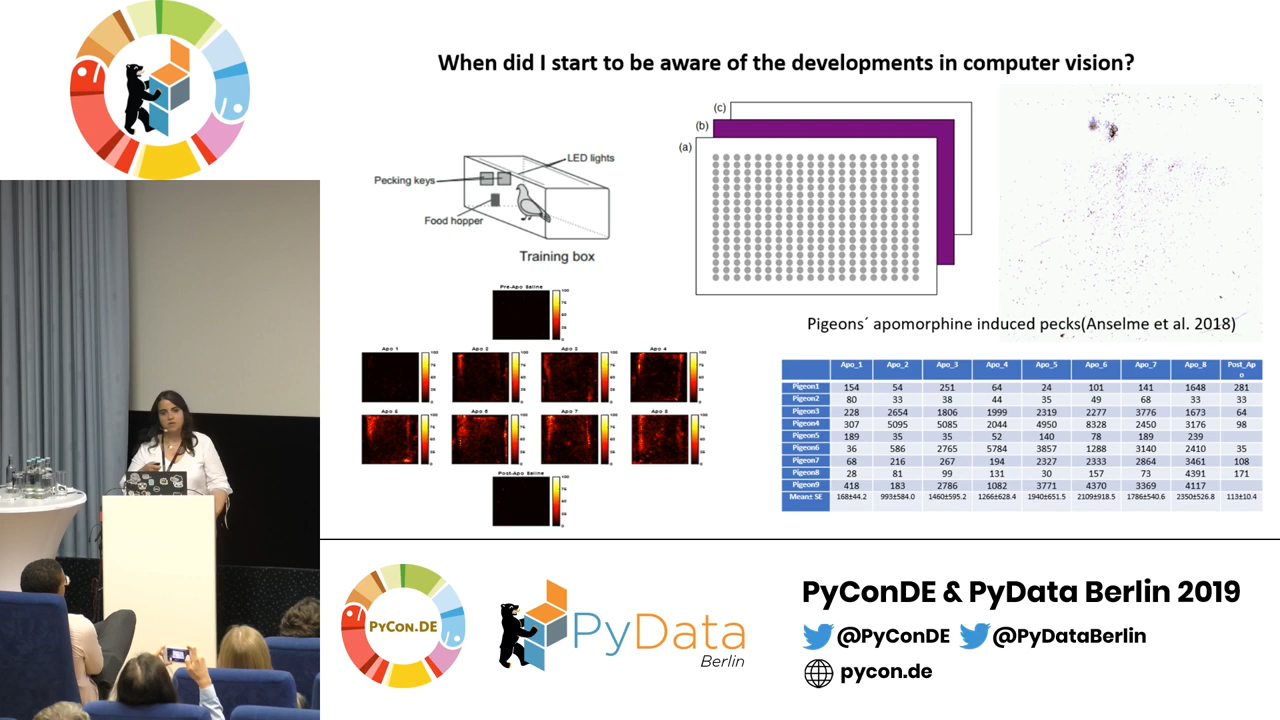 When did I start to be aware of the developments in computer vision?
LED lights
Pecking keys
Food hopper
Training box
(c)
(b)
(a)
Pigeons´ apomorphine induced pecks(Anselme et al. 2018)
Pre-Apo Saline
100
75
50
25
0
Apo 1
Apo 2
Apo 3
Apo 4
Apo 5
Apo 6
Apo 7
Apo 8
Post-Apo Saline
Apo_1 Apo_2 Apo_3 Apo_4 Apo_5 Apo_6 Apo_7 Apo_8 Post_Apo
Pigeon1 154 54 251 64 24 101 141 1648 281
Pigeon2 80 33 38 44 35 49 68 33 33
Pigeon3 228 2654 1806 1999 2319 2277 3776 1673 64
Pigeon4 307 5095 5085 2044 4950 8328 2450 3176 98
Pigeon5 189 35 35 52 140 78 189 239
Pigeon6 36 586 2765 5784 3857 1288 3140 2410 35
Pigeon7 68 216 267 194 2327 2333 2864 3461 108
Pigeon8 28 81 99 131 30 157 73 4391 171
Pigeon9 418 183 2786 1082 3771 4370 3369 4117
Mean± SE 168±44.2 993±584.0 1460±595.2 1266±628.4 1940±651.5 2109±918.5 1786±540.6 2350±526.8 113±10.4
PyCon.DE
PyData
Berlin
PyConDE & PyData Berlin 2019
@PyConDE @PyDataBerlin
pycon.de